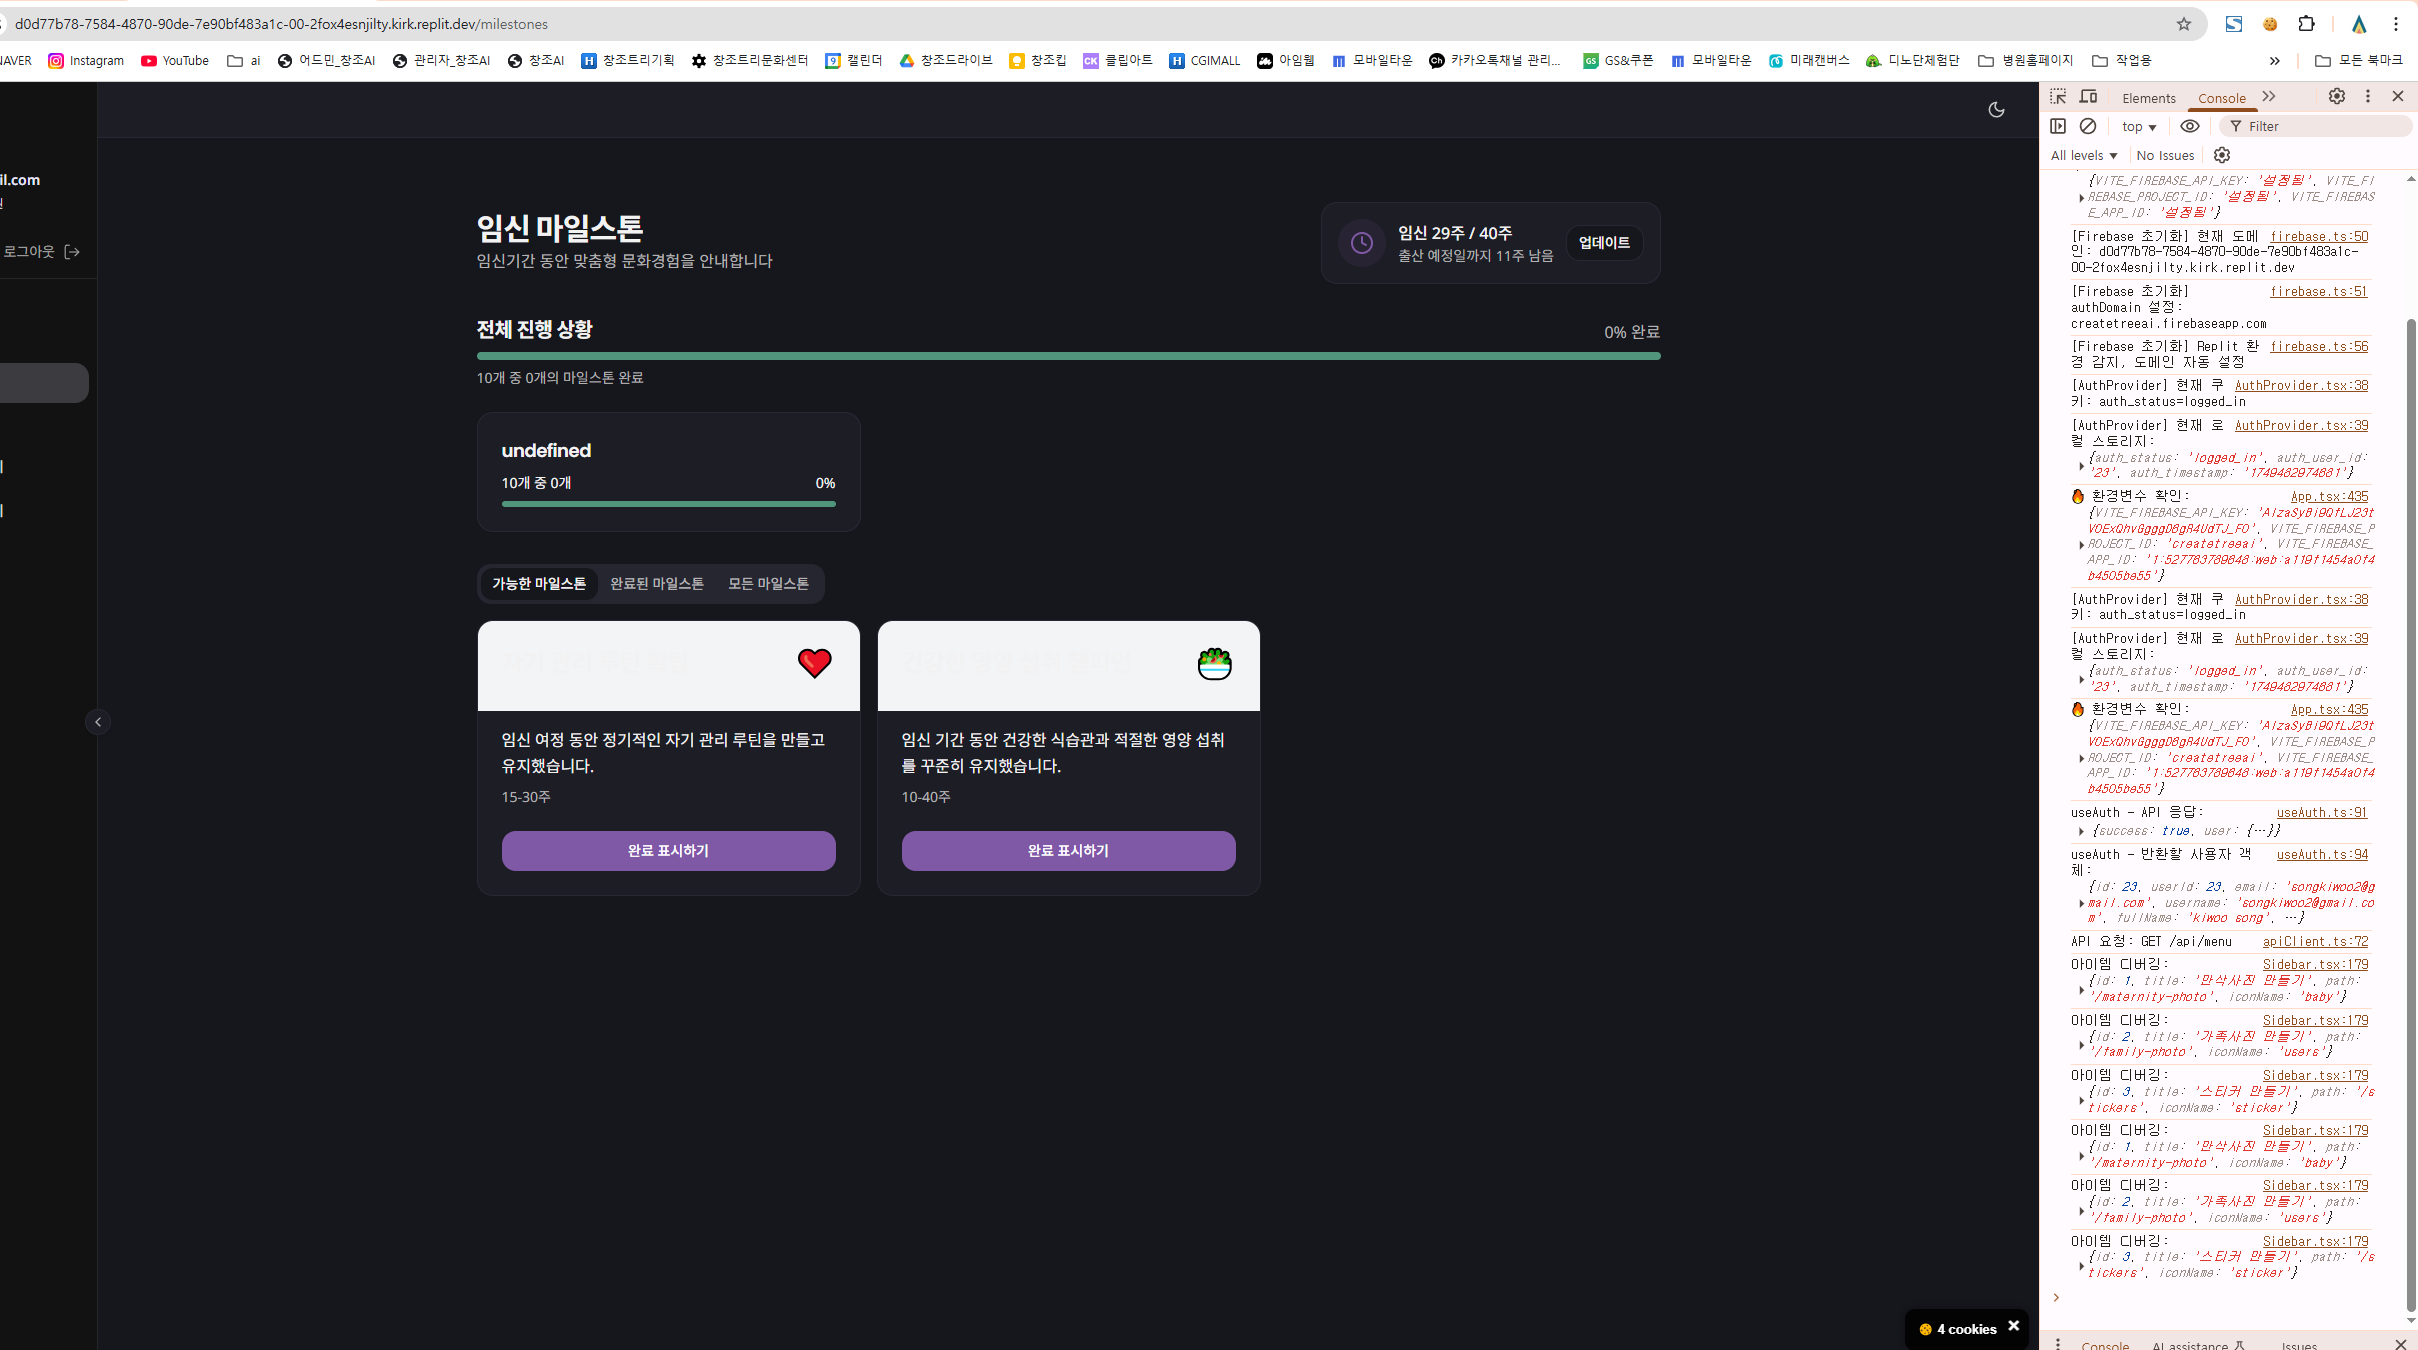 d0d77b78-7584-4870-90de-7e90bf483a1c-00-2fox4esnjilty.kirk.replit.dev/milestones
Instagram YouTube ai 어드민_창조AI 관리자_창조AI 창조AI 창조트리기획 창조트리문화센터 캘린더 창조드라이브 창조킵 클립아트 CGIMALL 아임웹 모바일타운 카카오톡채널 관리... GS&쿠폰 모바일타운 미래캔버스 디노단체험단 병원홈페이지 작업용 » 모든 북마크
il.com
로그아웃
임신 마일스톤
임신기간 동안 맞춤형 문화경험을 안내합니다
임신 29주 / 40주
출산 예정일까지 11주 남음
업데이트
전체 진행 상황
0% 완료
10개 중 0개의 마일스톤 완료
undefined
10개 중 0개
0%
가능한 마일스톤 완료된 마일스톤 모든 마일스톤
임신 여정 동안 정기적인 자기 관리 루틴을 만들고
유지했습니다.
15-30주
완료 표시하기
임신 기간 동안 건강한 식습관과 적절한 영양 섭취
를 꾸준히 유지했습니다.
10-40주
완료 표시하기
4 cookies ×
Elements Console »
top Filter
All levels No Issues
{VITE_FIREBASE_API_KEY: '설정됨', VITE_FI
REBASE_PROJECT_ID: '설정됨', VITE_FIREBAS
E_APP_ID: '설정됨'}
[Firebase 초기화] 현재 도메 firebase.ts:50
인: d0d77b78-7584-4870-90de-7e90bf483a1c-
00-2fox4esnjilty.kirk.replit.dev
[Firebase 초기화] firebase.ts:51
authDomain 설정:
createtreeai.firebaseapp.com
[Firebase 초기화] Replit 환 firebase.ts:56
경 감지, 도메인 자동 설정
[AuthProvider] 현재 쿠 AuthProvider.tsx:38
키: auth_status=logged_in
[AuthProvider] 현재 로 AuthProvider.tsx:39
컬 스토리지:
{auth_status: 'logged_in', auth_user_id:
'23', auth_timestamp: '1749462974661'}
🔥 환경변수 확인: App.tsx:435
{VITE_FIREBASE_API_KEY:
VITE_FIREBASE_P
ROJECT_ID: 'createtreeai', VITE_FIREBASE_
APP_ID:
[AuthProvider] 현재 쿠 AuthProvider.tsx:38
키: auth_status=logged_in
[AuthProvider] 현재 로 AuthProvider.tsx:39
컬 스토리지:
{auth_status: 'logged_in', auth_user_id:
'23', auth_timestamp: '1749462974661'}
🔥 환경변수 확인: App.tsx:435
{VITE_FIREBASE_API_KEY:
VITE_FIREBASE_P
ROJECT_ID: 'createtreeai', VITE_FIREBASE_
APP_ID:
useAuth - API 응답: useAuth.ts:91
{success: true, user: {…}}
useAuth - 반환할 사용자 객 useAuth.ts:94
체:
{id: 23, userId: 23, email: 'songkiwoo2@g
mail.com', username: 'songkiwoo2@gmail.co
m', fullName: 'kiwoo song', …}
API 요청: GET /api/menu apiClient.ts:72
아이템 디버깅: Sidebar.tsx:179
{id: 1, title: '만삭사진 만들기', path:
'/maternity-photo', iconName: 'baby'}
아이템 디버깅: Sidebar.tsx:179
{id: 2, title: '가족사진 만들기', path:
'/family-photo', iconName: 'users'}
아이템 디버깅: Sidebar.tsx:179
{id: 3, title: '스티커 만들기', path: '/s
tickers', iconName: 'sticker'}
아이템 디버깅: Sidebar.tsx:179
{id: 1, title: '만삭사진 만들기', path:
'/maternity-photo', iconName: 'baby'}
아이템 디버깅: Sidebar.tsx:179
{id: 2, title: '가족사진 만들기', path:
'/family-photo', iconName: 'users'}
아이템 디버깅: Sidebar.tsx:179
{id: 3, title: '스티커 만들기', path: '/s
tickers', iconName: 'sticker'}
Console AI assistance Issues